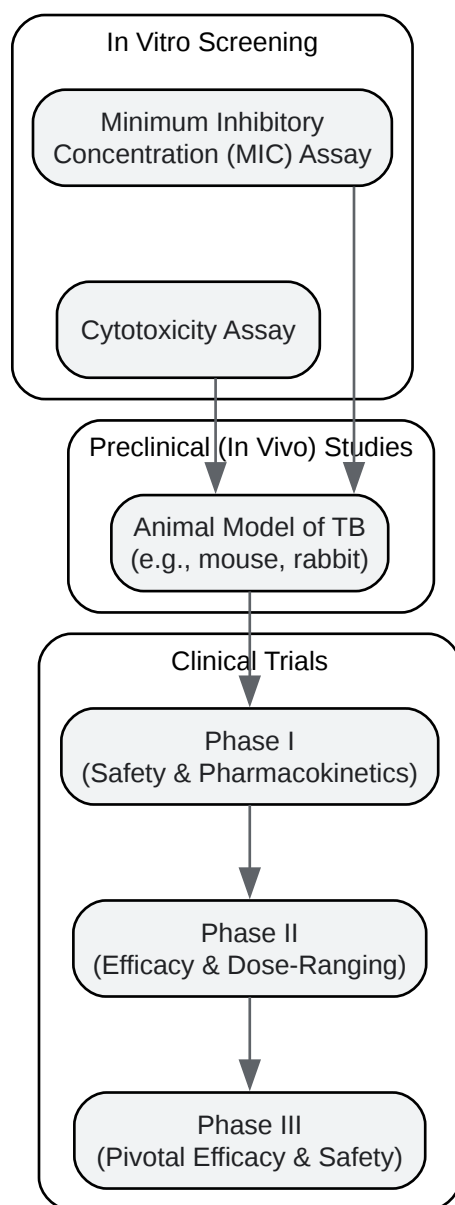 In Vitro Screening
Minimum Inhibitory
Concentration (MIC) Assay
Cytotoxicity Assay
Preclinical (In Vivo) Studies
Animal Model of TB
(e.g., mouse, rabbit)
Clinical Trials
Phase I
(Safety & Pharmacokinetics)
Phase II
(Efficacy & Dose-Ranging)
Phase III
(Pivotal Efficacy & Safety)